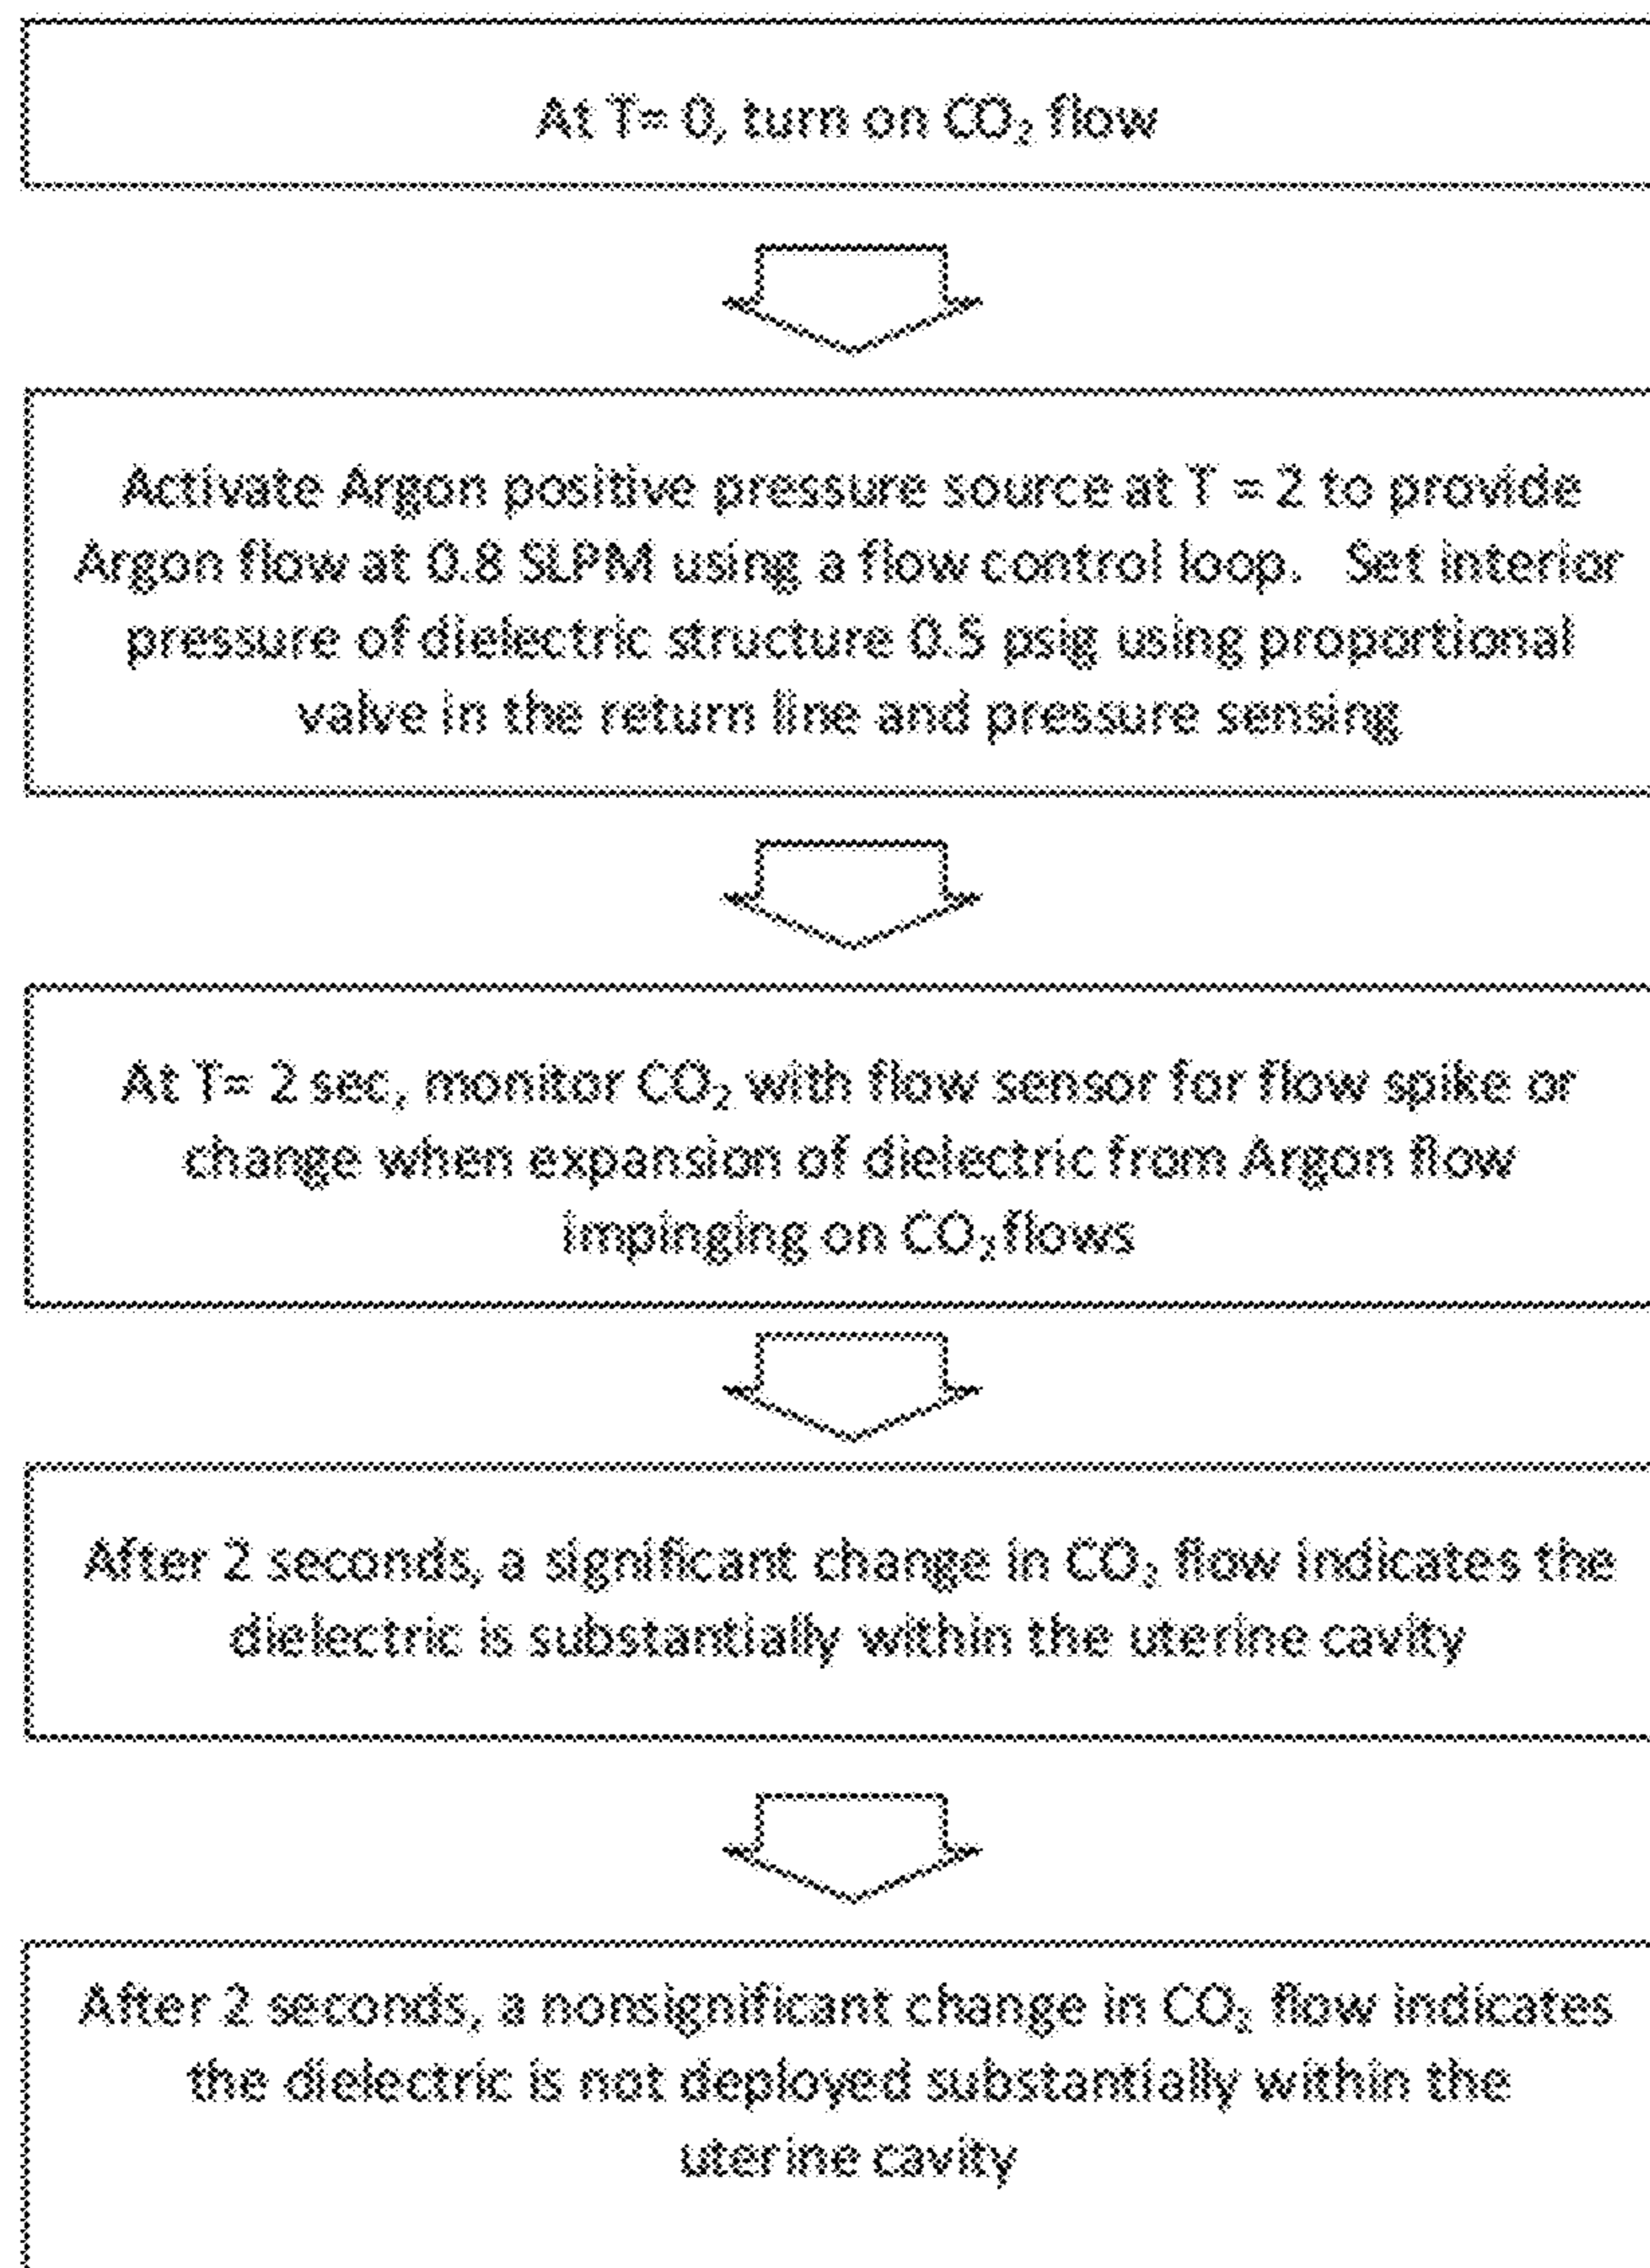 At T= 0, turn on CO₂ flow
Activate Argon positive pressure source at T = 2 to provide
Argon flow at 0.8 SLPM using a flow control loop. Set interior
pressure of dielectric structure 0.5 psig using proportional
valve in the return line and pressure sensing
At T= 2 sec, monitor CO₂ with flow sensor for flow spike or
change when expansion of dielectric from Argon flow
impinging on CO₂ flows
After 2 seconds, a significant change in CO₂ flow indicates the
dielectric is substantially within the uterine cavity
After 2 seconds, a nonsignificant change in CO₂ flow indicates
the dielectric is not deployed substantially within the
uterine cavity